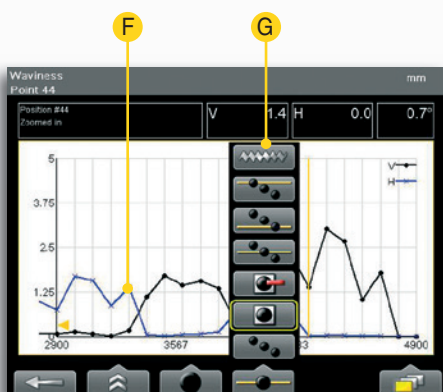 F G
Waviness mm
Point 44
Position #44
Zoomed in
V 1.4 H 0.0 0.7°
5
V
3.75
H
2.5
1.25
0
2900 3567 4900